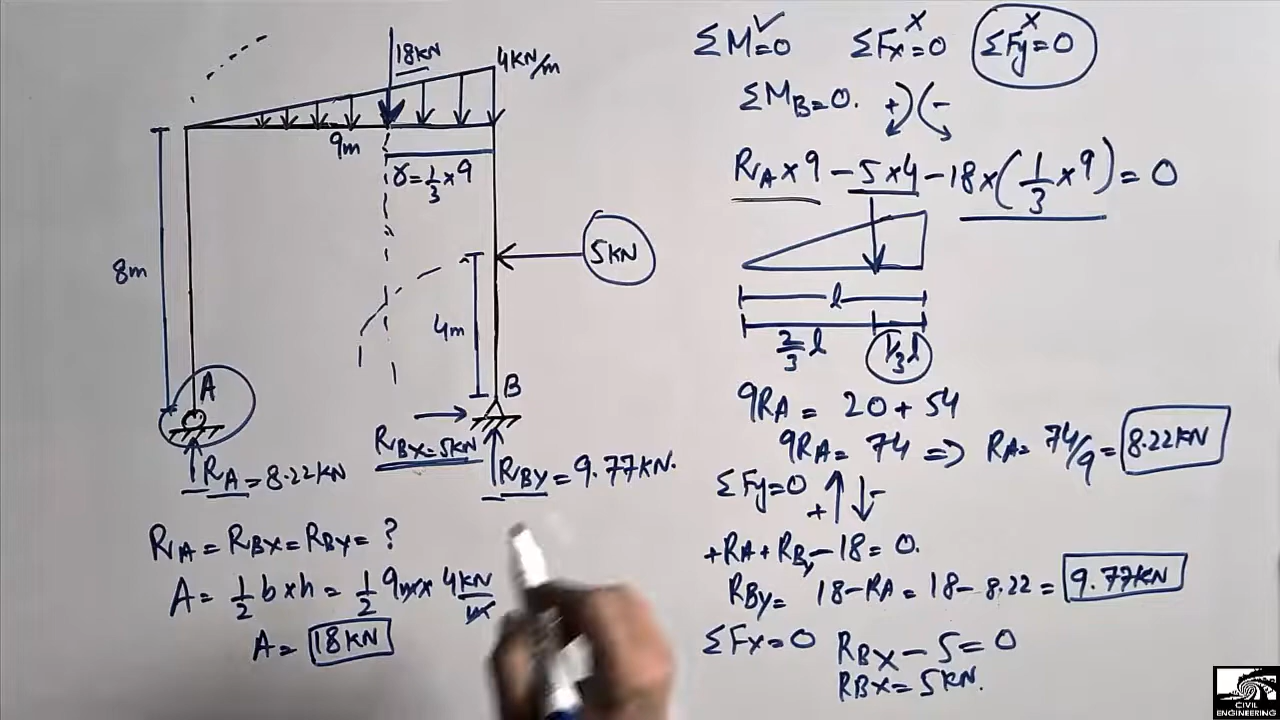 18KN
4KN/m
9m
r=1/3×9
8m
5KN
4m
A
B
RBX=5KN
RA=8.22KN
RBY=9.77KN.
RA=RBX=RBY=?
A=1/2 b×h=1/2 9m×4KN/m
A=18KN
ΣM=0 ΣFx=0 ΣFy=0
ΣMB=0. + -
RA×9-5×4-18×(1/3×9)=0
l
2/3 l 1/3 l
9RA=20+54
9RA=74 => RA=74/9=8.22KN
ΣFy=0 + -
+RA+RBy-18=0.
RBy=18-RA=18-8.22=9.77KN
ΣFx=0 RBX-5=0
RBX=5KN.
CIVIL
ENGINEERING